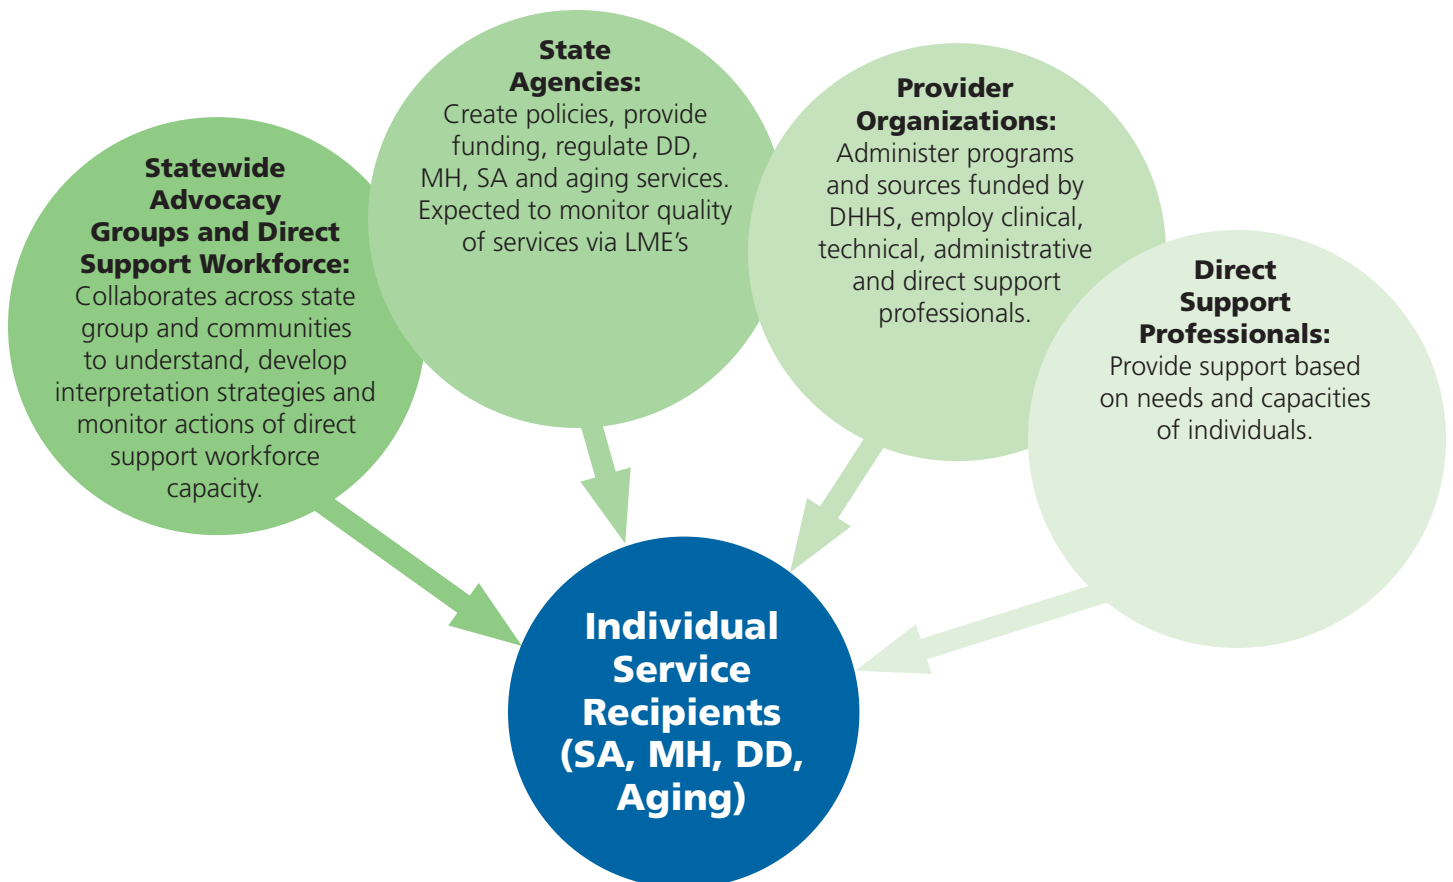 Statewide
Advocacy
Groups and Direct
Support Workforce:
Collaborates across state
group and communities
to understand, develop
interpretation strategies and
monitor actions of direct
support workforce
capacity.
State
Agencies:
Create policies, provide
funding, regulate DD,
MH, SA and aging services.
Expected to monitor quality
of services via LME’s
Provider
Organizations:
Administer programs
and sources funded by
DHHS, employ clinical,
technical, administrative
and direct support
professionals.
Direct
Support
Professionals:
Provide support based
on needs and capacities
of individuals.
Individual
Service
Recipients
(SA, MH, DD,
Aging)